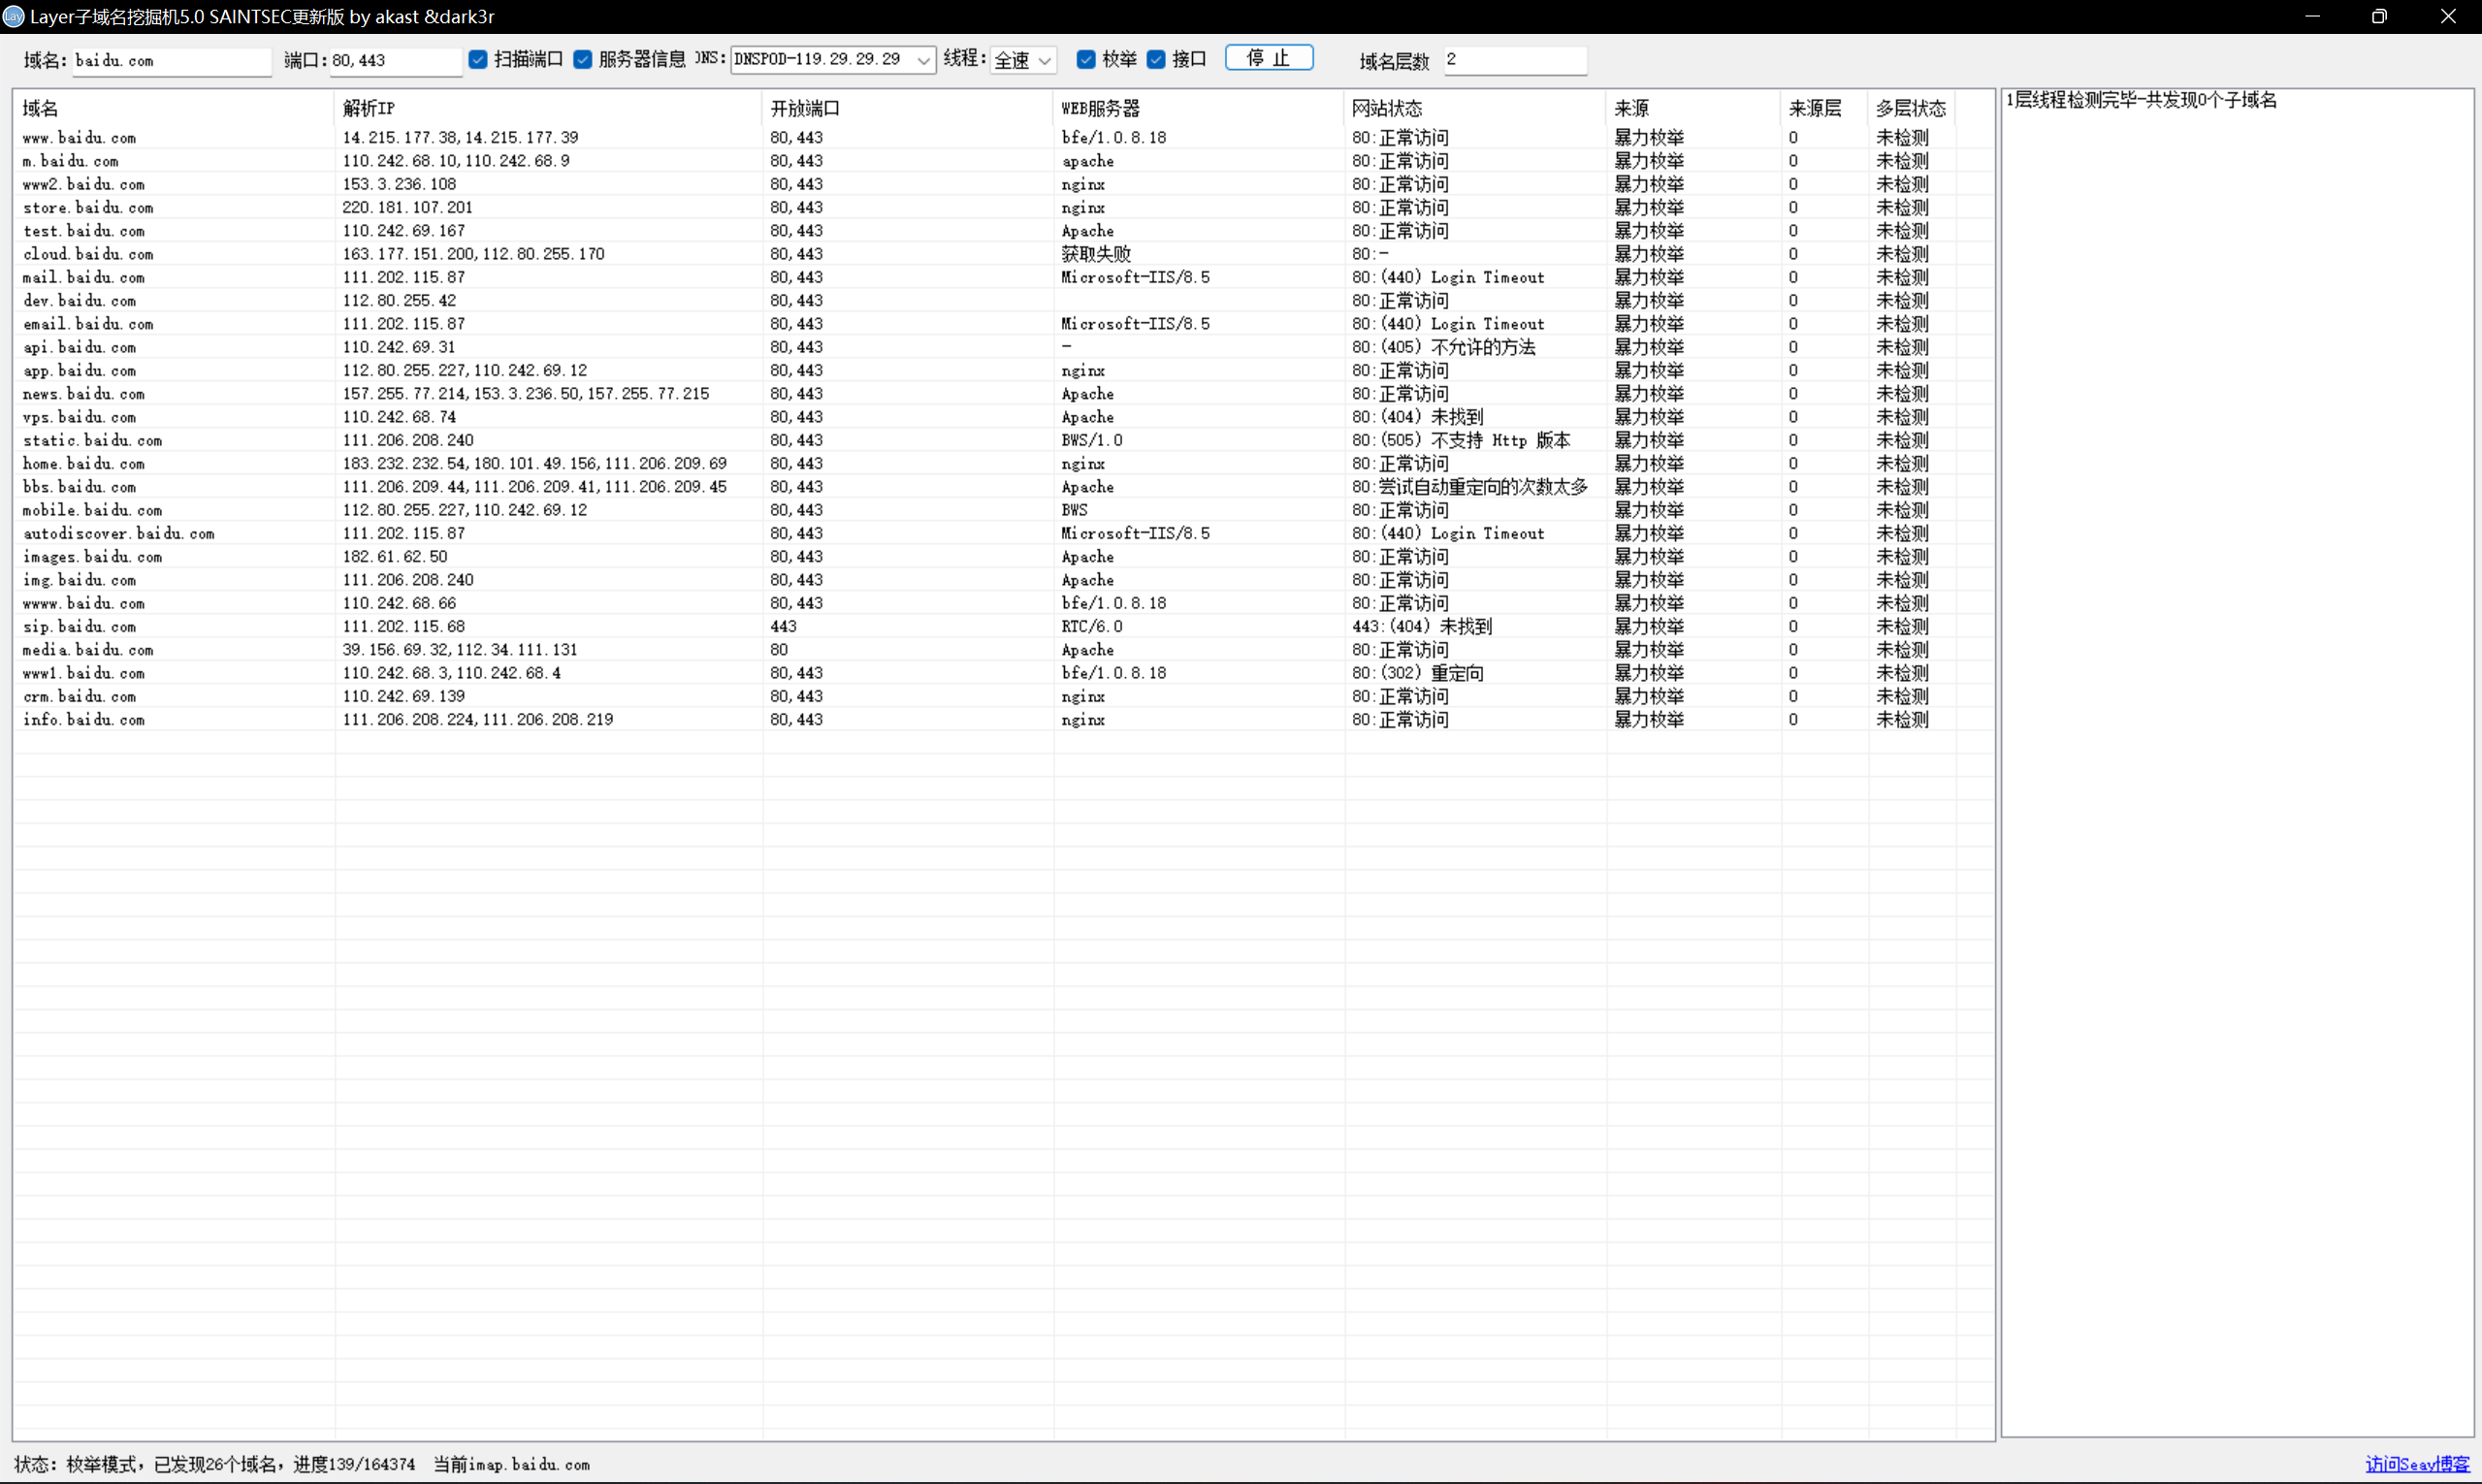 Layer子域名挖掘机5.0 SAINTSEC更新版 by akast &dark3r
域名: baidu.com 端口: 80,443 扫描端口 服务器信息 DNS: DNSPOD-119.29.29.29 线程: 全速 枚举 接口 停 止 域名层数 2
域名 解析IP 开放端口 WEB服务器 网站状态 来源 来源层 多层状态
1层线程检测完毕-共发现0个子域名
www.baidu.com 14.215.177.38,14.215.177.39 80,443 bfe/1.0.8.18 80:正常访问 暴力枚举 0 未检测
m.baidu.com 110.242.68.10,110.242.68.9 80,443 apache 80:正常访问 暴力枚举 0 未检测
www2.baidu.com 153.3.236.108 80,443 nginx 80:正常访问 暴力枚举 0 未检测
store.baidu.com 220.181.107.201 80,443 nginx 80:正常访问 暴力枚举 0 未检测
test.baidu.com 110.242.69.167 80,443 Apache 80:正常访问 暴力枚举 0 未检测
cloud.baidu.com 163.177.151.200,112.80.255.170 80,443 获取失败 80:- 暴力枚举 0 未检测
mail.baidu.com 111.202.115.87 80,443 Microsoft-IIS/8.5 80:(440) Login Timeout 暴力枚举 0 未检测
dev.baidu.com 112.80.255.42 80,443 80:正常访问 暴力枚举 0 未检测
email.baidu.com 111.202.115.87 80,443 Microsoft-IIS/8.5 80:(440) Login Timeout 暴力枚举 0 未检测
api.baidu.com 110.242.69.31 80,443 - 80:(405) 不允许的方法 暴力枚举 0 未检测
app.baidu.com 112.80.255.227,110.242.69.12 80,443 nginx 80:正常访问 暴力枚举 0 未检测
news.baidu.com 157.255.77.214,153.3.236.50,157.255.77.215 80,443 Apache 80:正常访问 暴力枚举 0 未检测
vps.baidu.com 110.242.68.74 80,443 Apache 80:(404) 未找到 暴力枚举 0 未检测
static.baidu.com 111.206.208.240 80,443 BWS/1.0 80:(505) 不支持 Http 版本 暴力枚举 0 未检测
home.baidu.com 183.232.232.54,180.101.49.156,111.206.209.69 80,443 nginx 80:正常访问 暴力枚举 0 未检测
bbs.baidu.com 111.206.209.44,111.206.209.41,111.206.209.45 80,443 Apache 80:尝试自动重定向的次数太多 暴力枚举 0 未检测
mobile.baidu.com 112.80.255.227,110.242.69.12 80,443 BWS 80:正常访问 暴力枚举 0 未检测
autodiscover.baidu.com 111.202.115.87 80,443 Microsoft-IIS/8.5 80:(440) Login Timeout 暴力枚举 0 未检测
images.baidu.com 182.61.62.50 80,443 Apache 80:正常访问 暴力枚举 0 未检测
img.baidu.com 111.206.208.240 80,443 Apache 80:正常访问 暴力枚举 0 未检测
wwww.baidu.com 110.242.68.66 80,443 bfe/1.0.8.18 80:正常访问 暴力枚举 0 未检测
sip.baidu.com 111.202.115.68 443 RTC/6.0 443:(404) 未找到 暴力枚举 0 未检测
media.baidu.com 39.156.69.32,112.34.111.131 80 Apache 80:正常访问 暴力枚举 0 未检测
www1.baidu.com 110.242.68.3,110.242.68.4 80,443 bfe/1.0.8.18 80:(302) 重定向 暴力枚举 0 未检测
crm.baidu.com 110.242.69.139 80,443 nginx 80:正常访问 暴力枚举 0 未检测
info.baidu.com 111.206.208.224,111.206.208.219 80,443 nginx 80:正常访问 暴力枚举 0 未检测
状态: 枚举模式，已发现26个域名，进度139/164374 当前imap.baidu.com 访问Seay博客